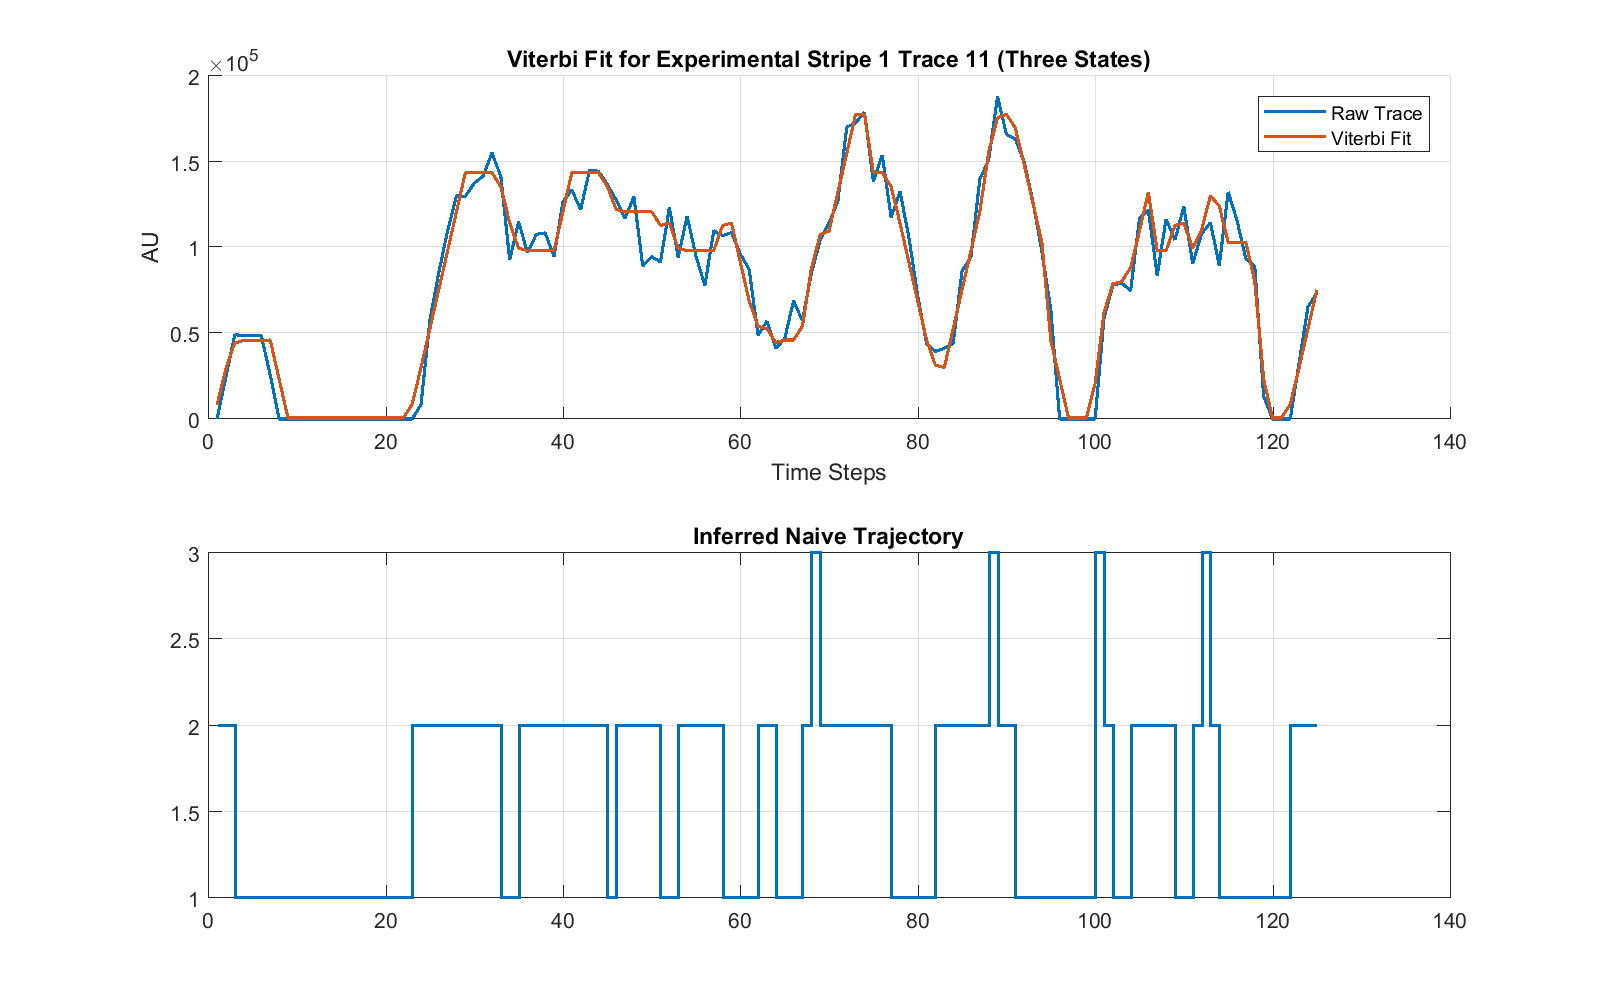 Viterbi Fit for Experimental Stripe 1 Trace 11 (Three States)
×10^5
2
1.5
1
0.5
0
AU
Raw Trace
Viterbi Fit
0 20 40 60 80 100 120 140
Time Steps
Inferred Naive Trajectory
3
2.5
2
1.5
1
0 20 40 60 80 100 120 140